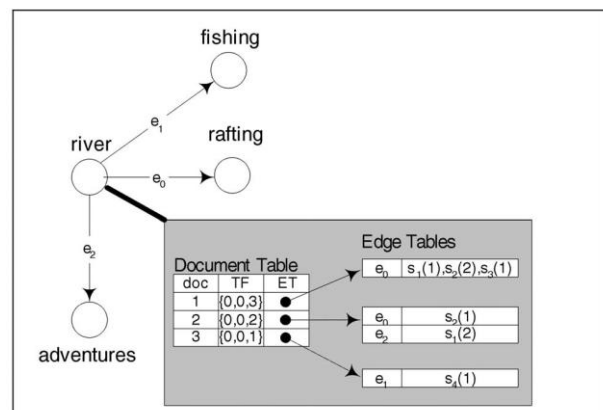 fishing
e₁
rafting
river
e₀
e₂
adventures
Edge Tables
e₀ s₁(1),s₂(2),s₃(1)
Document Table
doc TF ET
1 {0,0,3}
2 {0,0,2}
3 {0,0,1}
e₀ s₂(1)
e₂ s₁(2)
e₁ s₄(1)